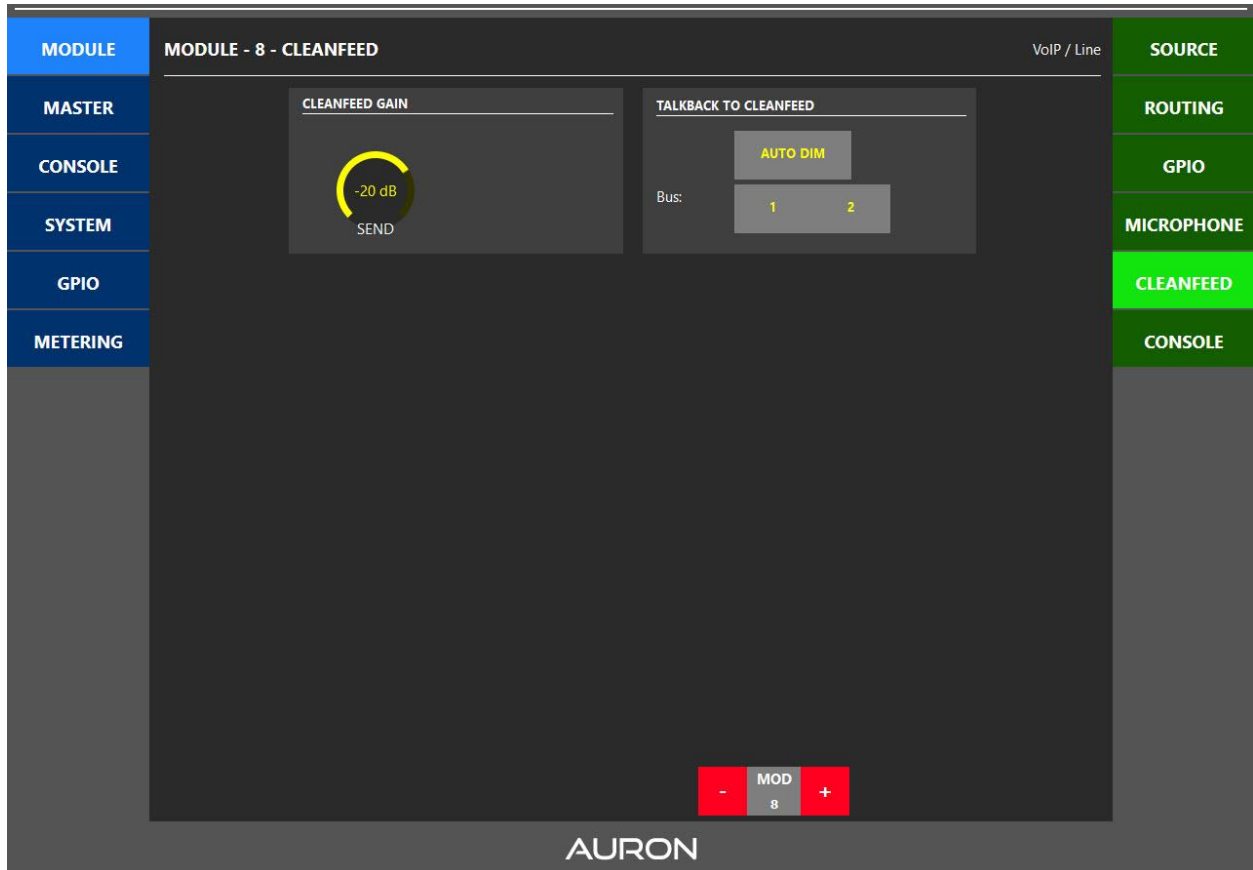 MODULE
MASTER
CONSOLE
SYSTEM
GPIO
METERING
MODULE - 8 - CLEANFEED
VoIP / Line
CLEANFEED GAIN
-20 dB
SEND
TALKBACK TO CLEANFEED
AUTO DIM
Bus:
1 2
- MOD +
8
SOURCE
ROUTING
GPIO
MICROPHONE
CLEANFEED
CONSOLE
AURON